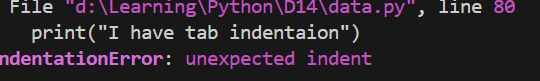 File "d:\Learning\Python\D14\data.py", line 80
print("I have tab indentaion")
ndentationError: unexpected indent